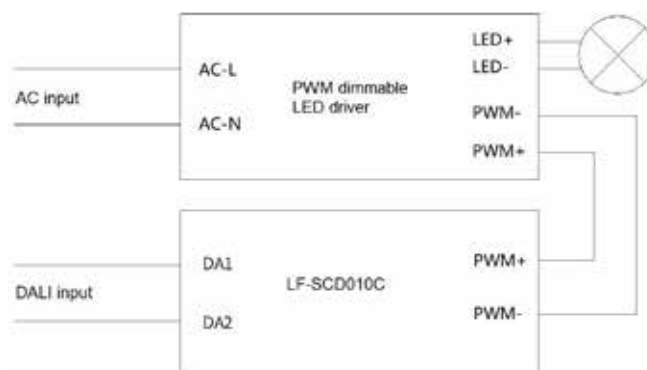 LED+
AC-L
LED-
PWM dimmable
LED driver
AC input
AC-N
PWM-
PWM+
DA1
PWM+
LF-SCD010C
DALI input
DA2
PWM-